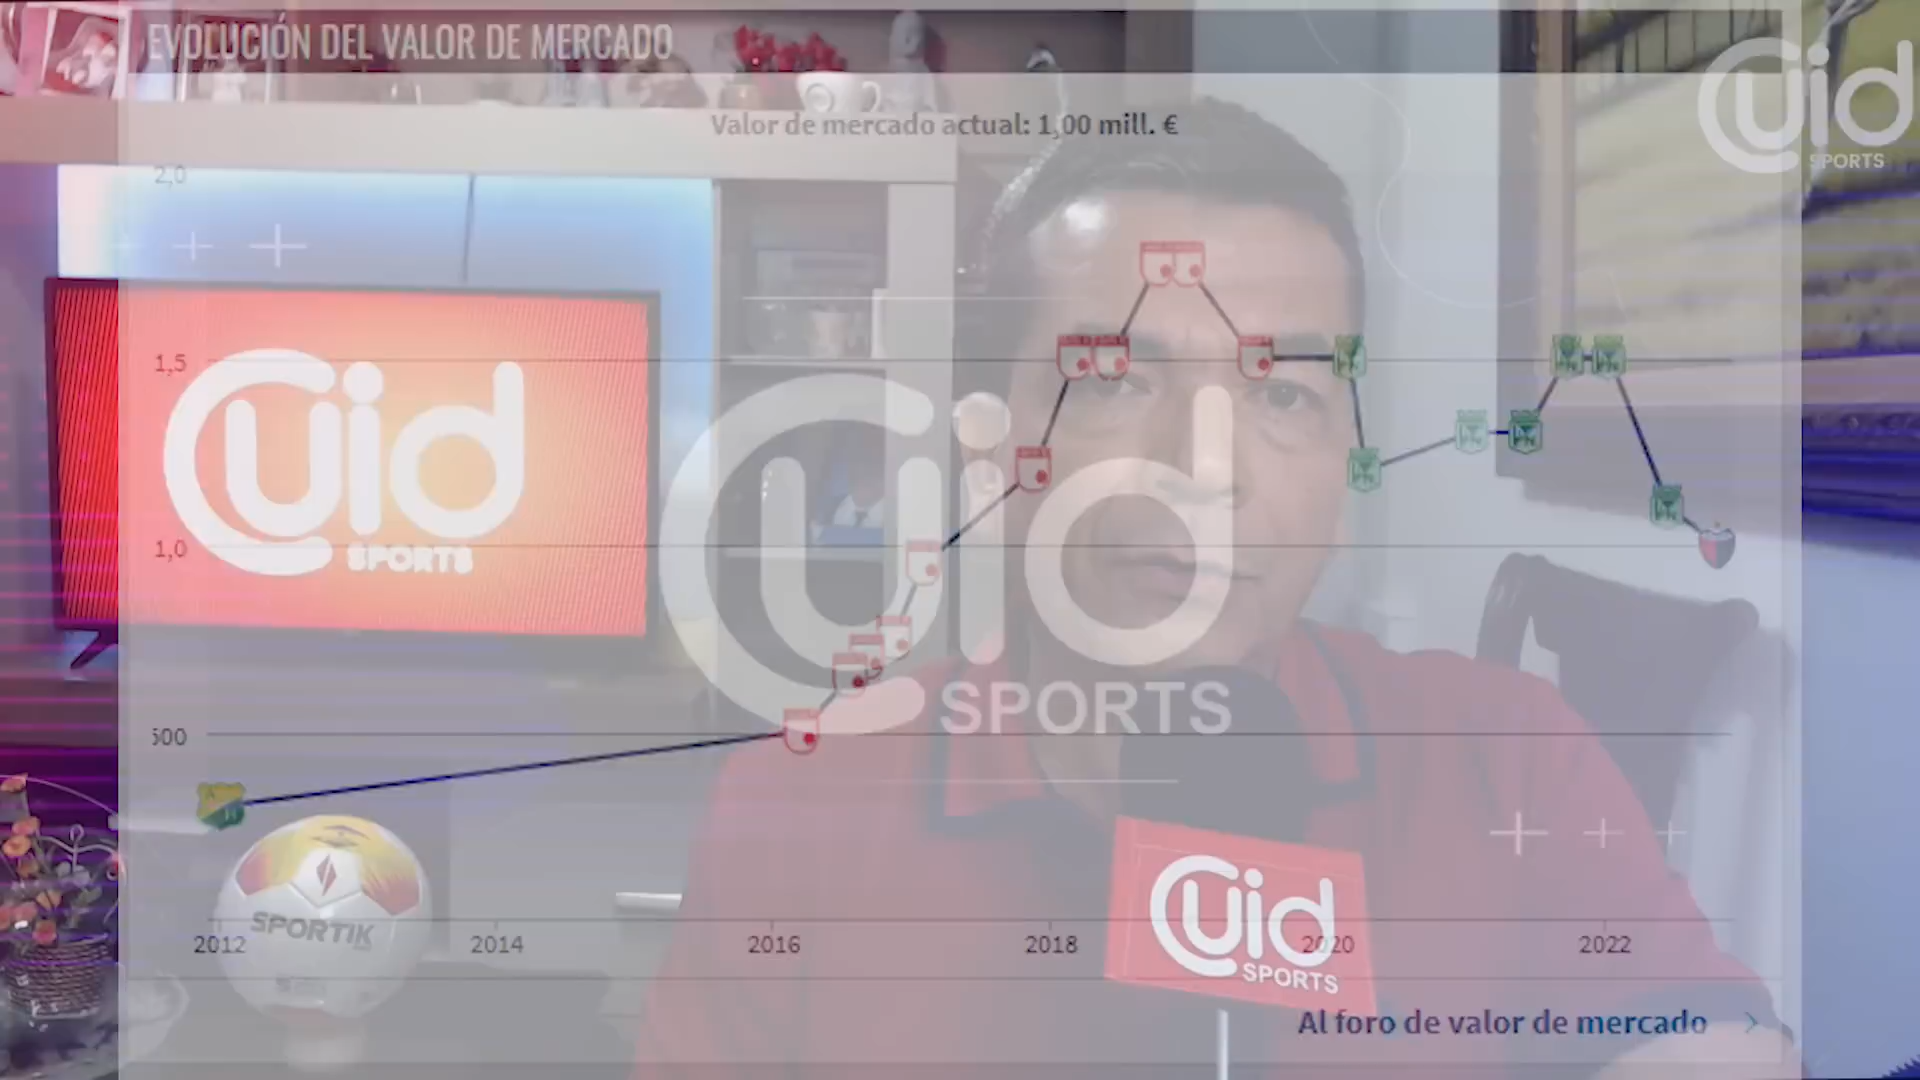 EVOLUCIÓN DEL VALOR DE MERCADO
Cuid
SPORTS
Valor de mercado actual: 1,00 mill. €
2,0
1,5
1,0
500
Cuid
SPORTS
Cuid
SPORTS
SPORTIK
Cuid
SPORTS
2012
2014
2016
2018
2020
2022
Al foro de valor de mercado